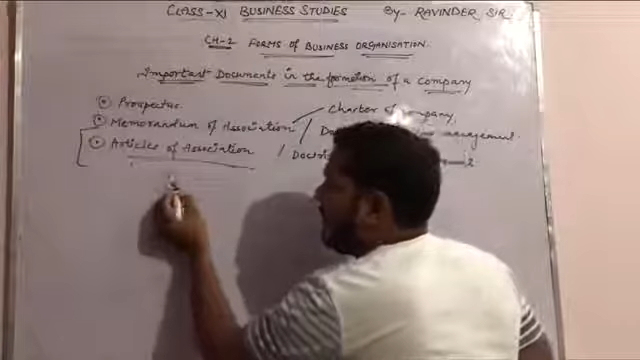 CLASS-XI BUSINESS STUDIES By- RAVINDER SIR
CH-2 FORMS OF BUSINESS ORGANISATION.
Important Documents in the formation of a Company
Prospectus
Memorandum of Association / Charter of Company,
Articles of Association / management.